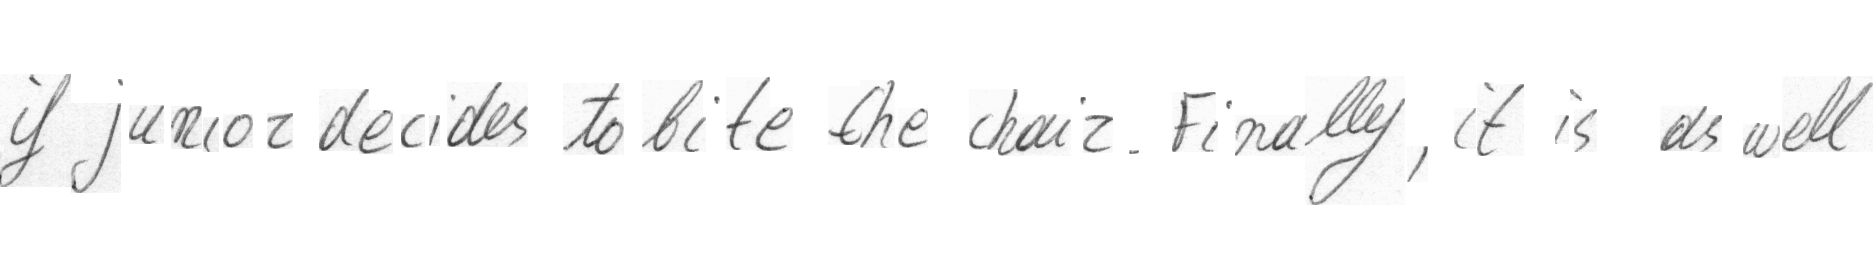 if junior decides to bite the chair. Finally, it is as well